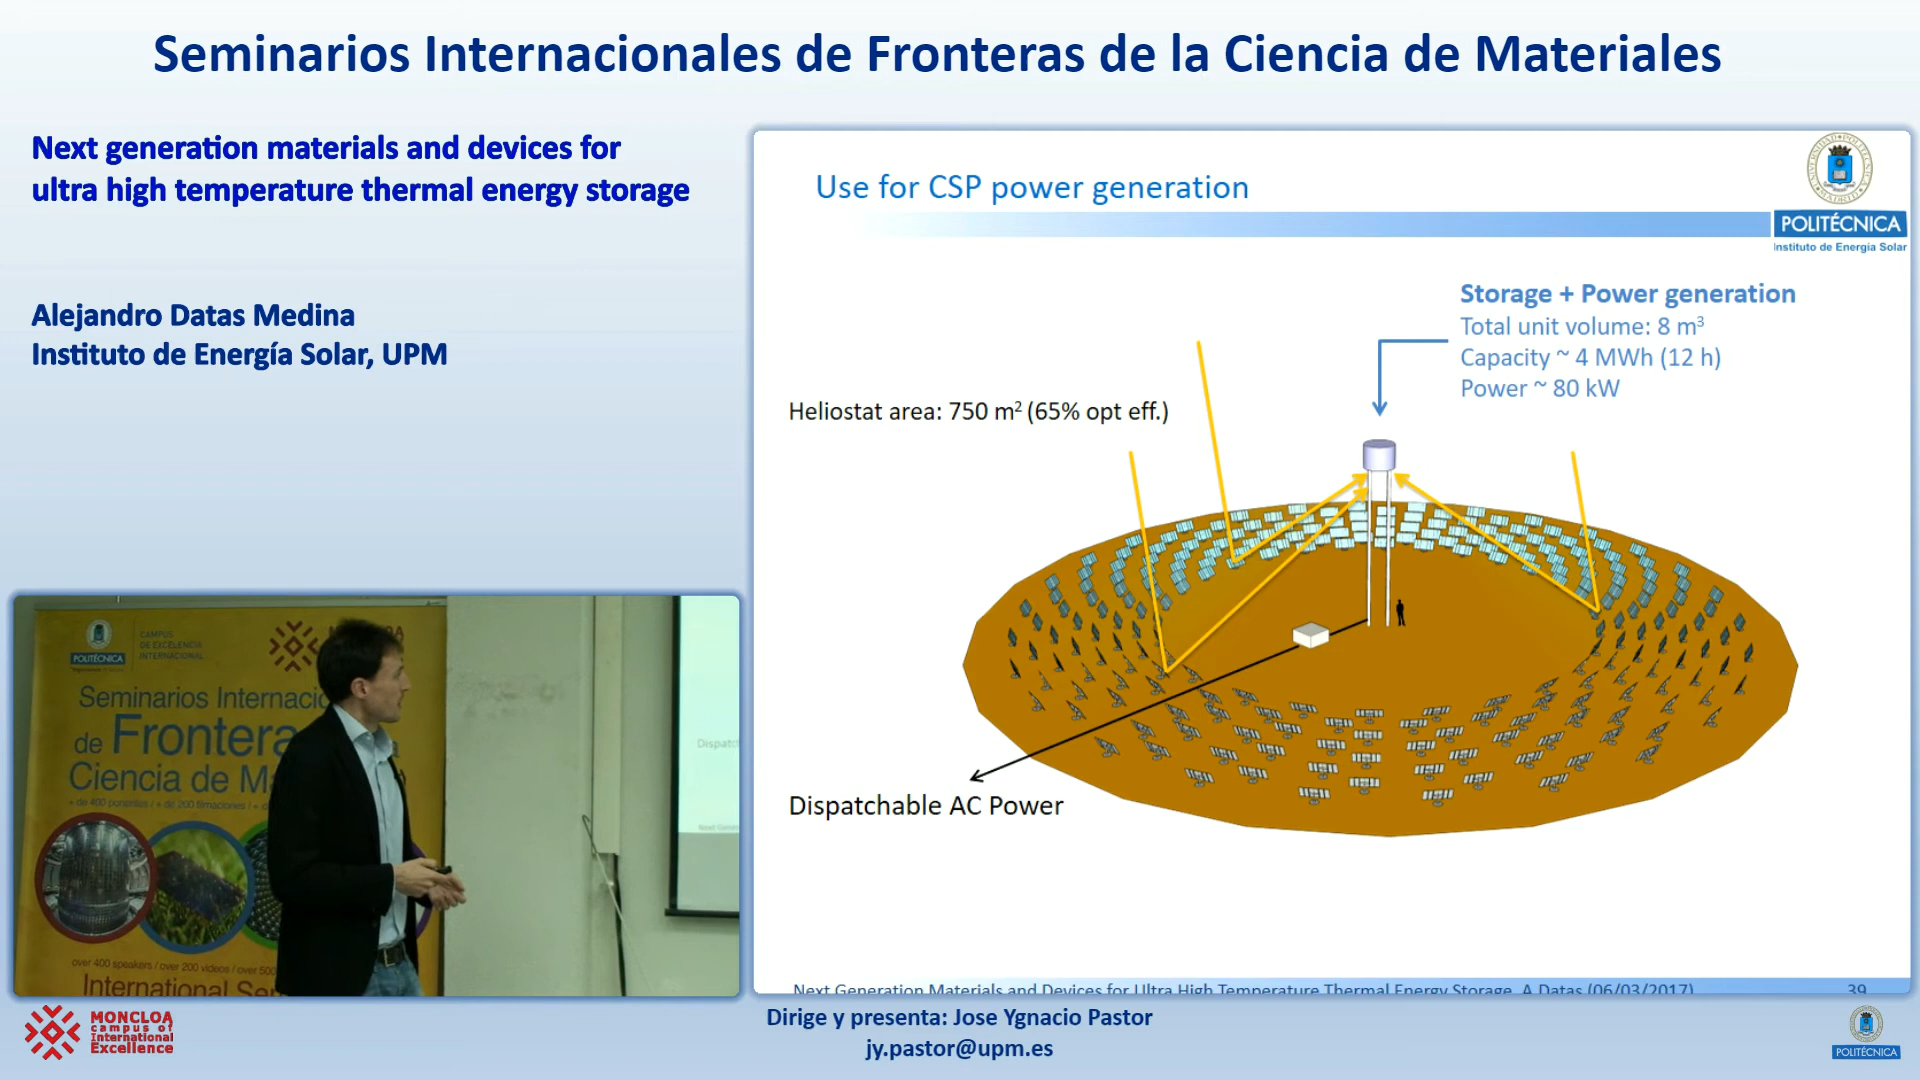 Seminarios Internacionales de Fronteras de la Ciencia de Materiales
Next generation materials and devices for
ultra high temperature thermal energy storage
Alejandro Datas Medina
Instituto de Energía Solar, UPM
Use for CSP power generation
POLITÉCNICA
Instituto de Energía Solar
Storage + Power generation
Total unit volume: 8 m³
Capacity ~ 4 MWh (12 h)
Power ~ 80 kW
Heliostat area: 750 m² (65% opt eff.)
Dispatchable AC Power
Next Generation Materials and Devices for Ultra High Temperature Thermal Energy Storage. A.Datas (06/03/2017)
39
POLITÉCNICA
CAMPUS
DE EXCELENCIA
INTERNACIONAL
Seminarios Internacio
de Frontera
Ciencia de Ma
+ de 400 ponentes / + de 200 filmaciones / +
over 400 speakers / over 200 videos / over 500
International Ser
Dispatc
MONCLOA
campus of
International
Excellence
Dirige y presenta: Jose Ygnacio Pastor
jy.pastor@upm.es
POLITÉCNICA